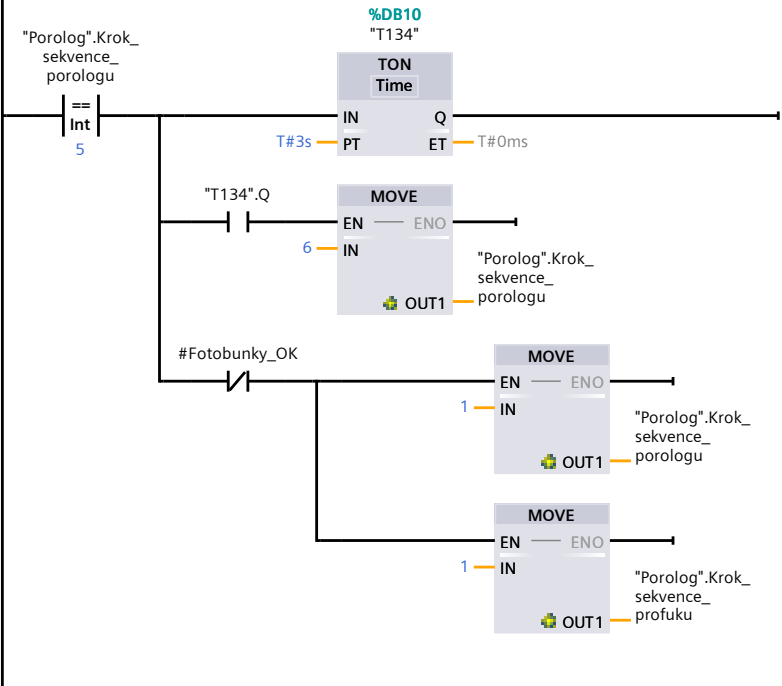 %DB10
"T134"
"Porolog".Krok_
sekvence_
porologu
==
Int
5
TON
Time
IN Q
T#3s PT ET T#0ms
"T134".Q
MOVE
EN ENO
6 IN
"Porolog".Krok_
sekvence_
porologu
OUT1
#Fotobunky_OK
MOVE
EN ENO
1 IN
"Porolog".Krok_
sekvence_
porologu
OUT1
MOVE
EN ENO
1 IN
"Porolog".Krok_
sekvence_
profuku
OUT1